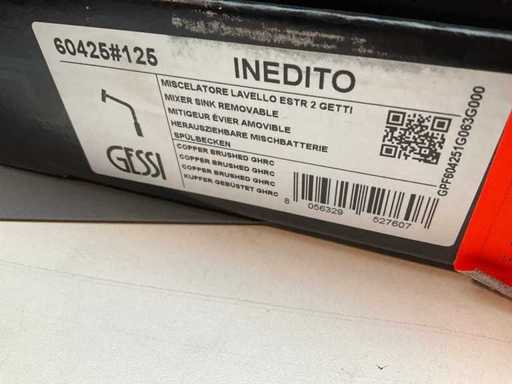 60425#125
INEDITO
MISCELATORE LAVELLO ESTR 2 GETTI
MIXER SINK REMOVABLE
MITIGEUR ÉVIER AMOVIBLE
HERAUSZIEHBARE MISCHBATTERIE
SPÜLBECKEN
COPPER BRUSHED GHRC
COPPER BRUSHED GHRC
COPPER BRUSHED GHRC
KUPFER GEBÜSTET GHRC
GESSI
8 056329 527607
GPF604251G063G000